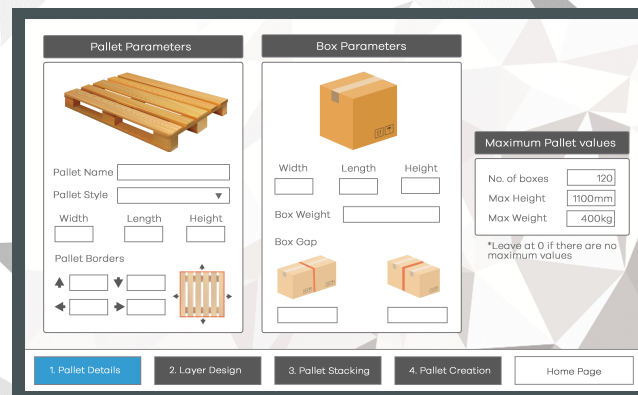 Pallet Parameters
Pallet Name
Pallet Style
Width Length Height
Pallet Borders
Box Parameters
Width Length Height
Box Weight
Box Gap
Maximum Pallet values
No. of boxes 120
Max Height 1100mm
Max Weight 400kg
*Leave at 0 if there are no
maximum values
1. Pallet Details
2. Layer Design
3. Pallet Stacking
4. Pallet Creation
Home Page